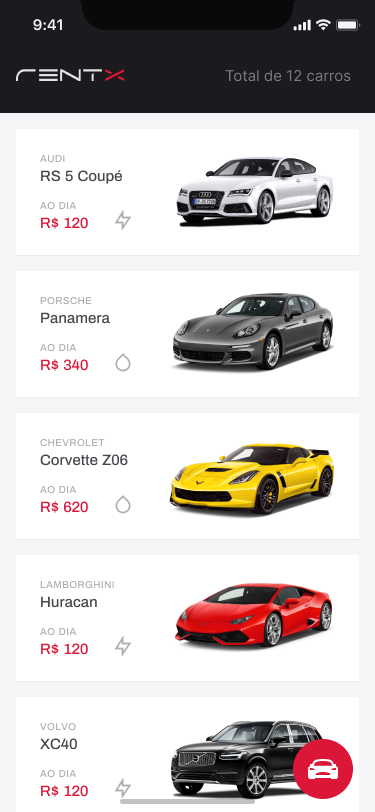 9:41
RENTX
Total de 12 carros
AUDI
RS 5 Coupé
AO DIA
R$ 120
PORSCHE
Panamera
AO DIA
R$ 340
CHEVROLET
Corvette Z06
AO DIA
R$ 620
LAMBORGHINI
Huracan
AO DIA
R$ 120
VOLVO
XC40
AO DIA
R$ 120